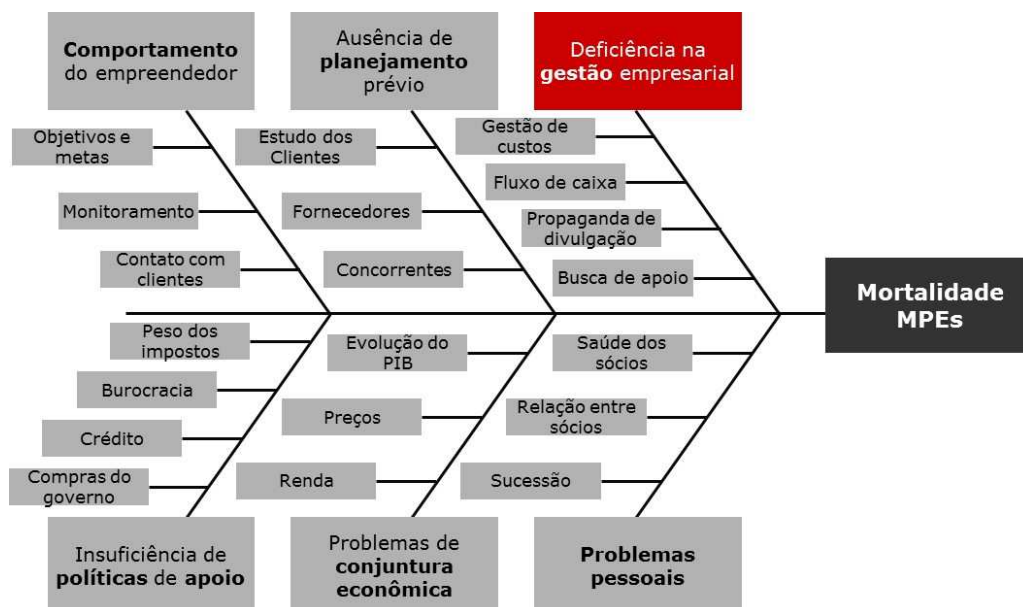 Comportamento
do empreendedor
Ausência de
planejamento
prévio
Deficiência na
gestão empresarial
Objetivos e
metas
Monitoramento
Contato com
clientes
Estudo dos
Clientes
Fornecedores
Concorrentes
Gestão de
custos
Fluxo de caixa
Propaganda de
divulgação
Busca de apoio
Mortalidade
MPEs
Peso dos
impostos
Burocracia
Crédito
Compras do
governo
Evolução do
PIB
Preços
Renda
Saúde dos
sócios
Relação entre
sócios
Sucessão
Insuficiência de
políticas de apoio
Problemas de
conjuntura
econômica
Problemas
pessoais